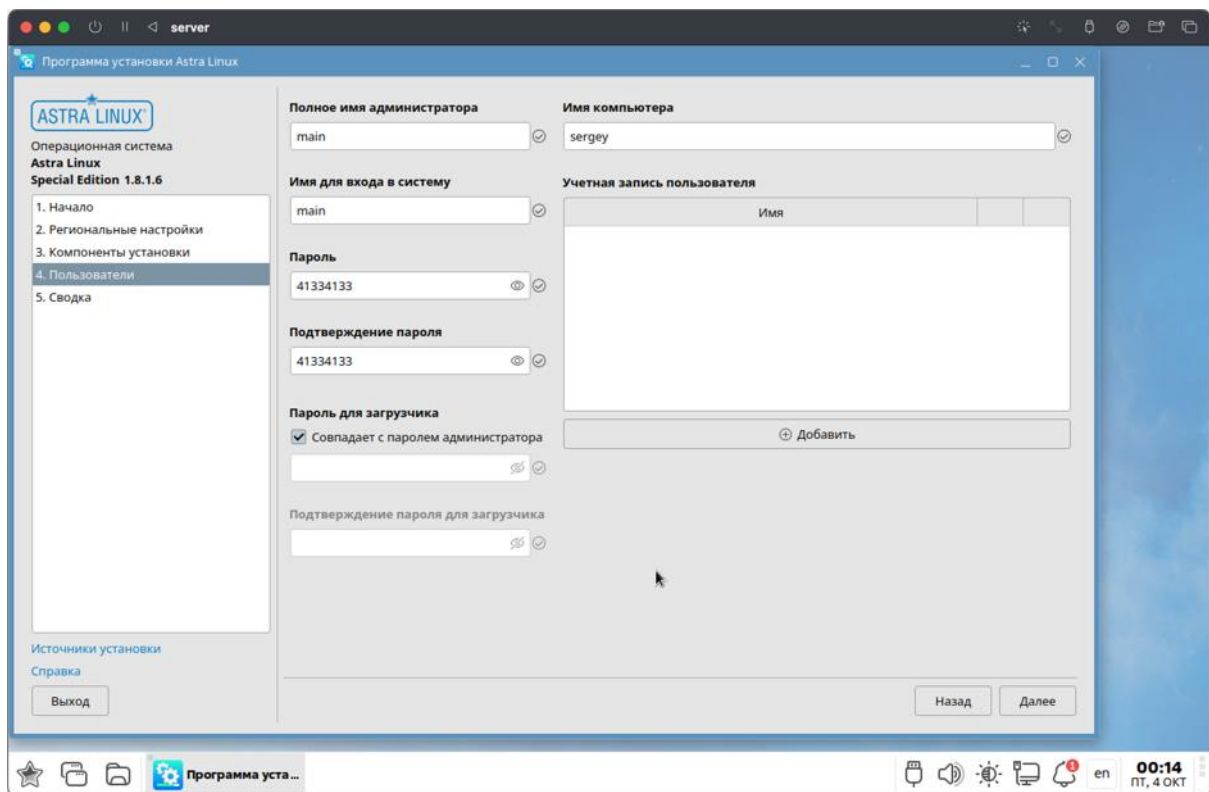 server
Программа установки Astra Linux
ASTRA LINUX®
Операционная система
Astra Linux
Special Edition 1.8.1.6
1. Начало
2. Региональные настройки
3. Компоненты установки
4. Пользователи
5. Сводка
Источники установки
Справка
Выход
Полное имя администратора
main
Имя для входа в систему
main
Пароль
41334133
Подтверждение пароля
41334133
Пароль для загрузчика
Совпадает с паролем администратора
Подтверждение пароля для загрузчика
Имя компьютера
sergey
Учетная запись пользователя
Имя
Добавить
Назад
Далее
Программа уста...
1
en
00:14
ПТ, 4 ОКТ